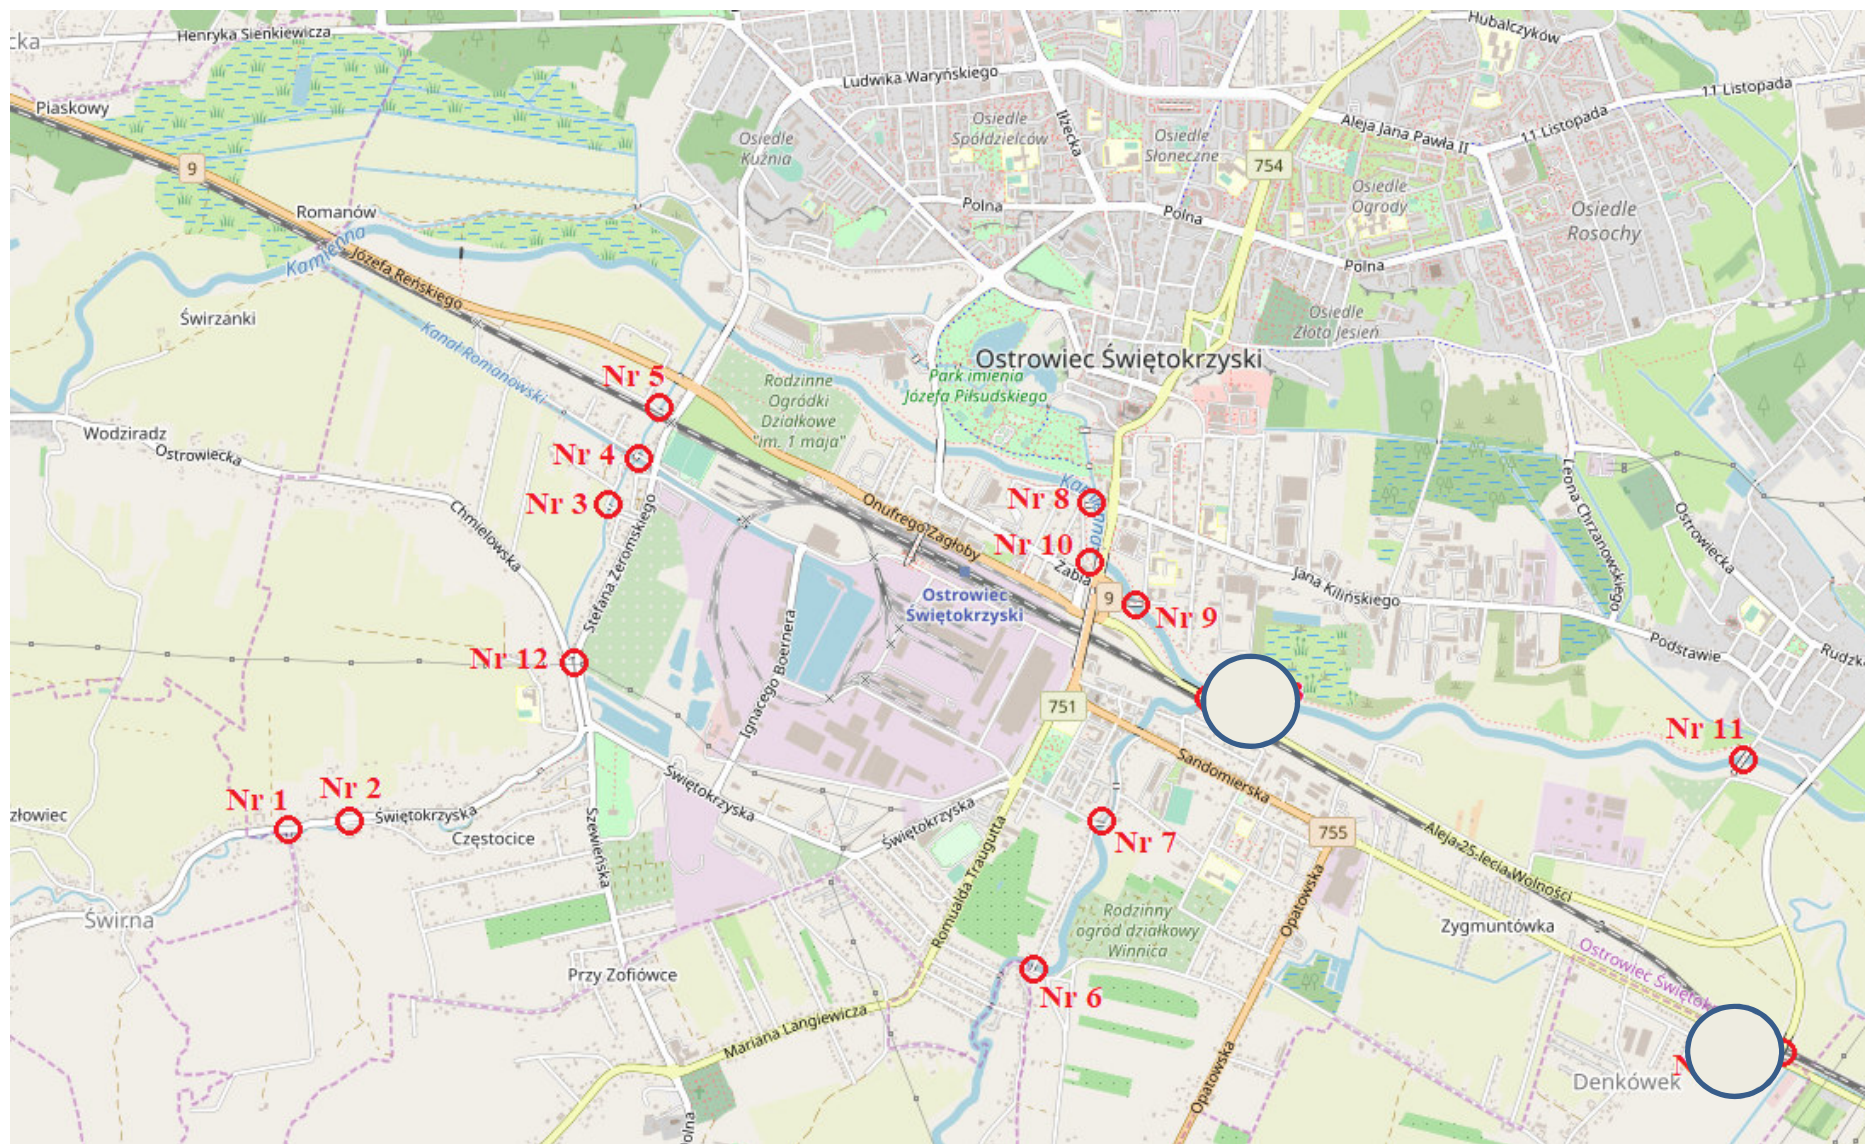 cka
Henryka Sienkiewicza
Hubalczyków
Ludwika Waryńskiego
11 Listopada
Piaskowy
Osiedle
Kuźnia
Osiedle
Spółdzielców
Iłżecka
Osiedle
Słoneczne
Aleja Jana Pawła II
11 Listopada
9
754
Osiedle
Ogrody
Romanów
Polna
Polna
Osiedle
Rosochy
Kamienna
Józefa Reńskiego
Polna
Świrzanki
Kanał Romanowski
Osiedle
Złota Jesień
Ostrowiec Świętokrzyski
Nr 5
Rodzinne
Ogródki
Działkowe
"im. 1 maja"
Park imienia
Józefa Piłsudskiego
Wodziradz
Ostrowiecka
Nr 4
Leona Chrzanowskiego
Nr 3
Chmielowska
Onufrego Zagłoby
Nr 8
Ostrowiecka
Stefana Żeromskiego
Nr 10
Żabia
Jana Kilińskiego
Ostrowiec
Świętokrzyski
9
Nr 9
Ignacego Boernera
Podstawie
Nr 12
751
Nr 11
Sandomierska
Świętokrzyska
Nr 1
Nr 2
Świętokrzyska
złowiec
Częstocice
Szewieńska
Świętokrzyska
Nr 7
755
Aleja 25-lecia Wolności
Romualda Traugutta
Opatowska
Świrna
Rodzinny
ogród działkowy
Winnica
Zygmuntówka
Przy Zofiówce
Nr 6
Mariana Langiewicza
Opatowska
Denkówek
olna